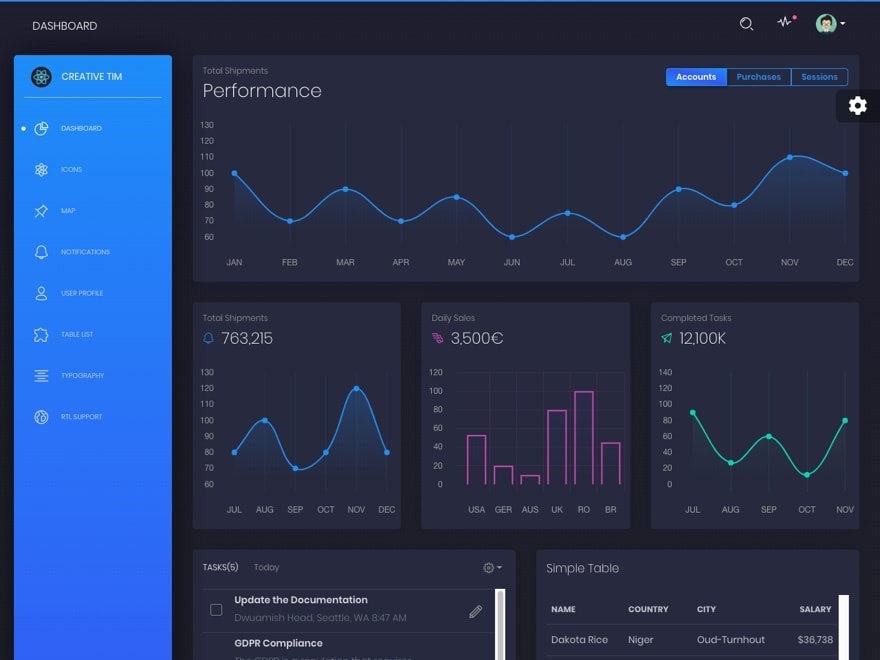 DASHBOARD
CREATIVE TIM
DASHBOARD
ICONS
MAP
NOTIFICATIONS
USER PROFILE
TABLE LIST
TYPOGRAPHY
RTL SUPPORT
Total Shipments
Performance
Accounts Purchases Sessions
130
120
110
100
90
80
70
60
JAN FEB MAR APR MAY JUN JUL AUG SEP OCT NOV DEC
Total Shipments
763,215
130
120
110
100
90
80
70
60
JUL AUG SEP OCT NOV DEC
Daily Sales
3,500€
120
100
80
60
40
20
0
USA GER AUS UK RO BR
Completed Tasks
12,100K
140
120
100
80
60
40
20
0
JUL AUG SEP OCT NOV
TASKS(5) Today
Update the Documentation
Dwuamish Head, Seattle, WA 8:47 AM
GDPR Compliance
The GDPR is a regulation that requires
Simple Table
NAME COUNTRY CITY SALARY
Dakota Rice Niger Oud-Turnhout $36,738